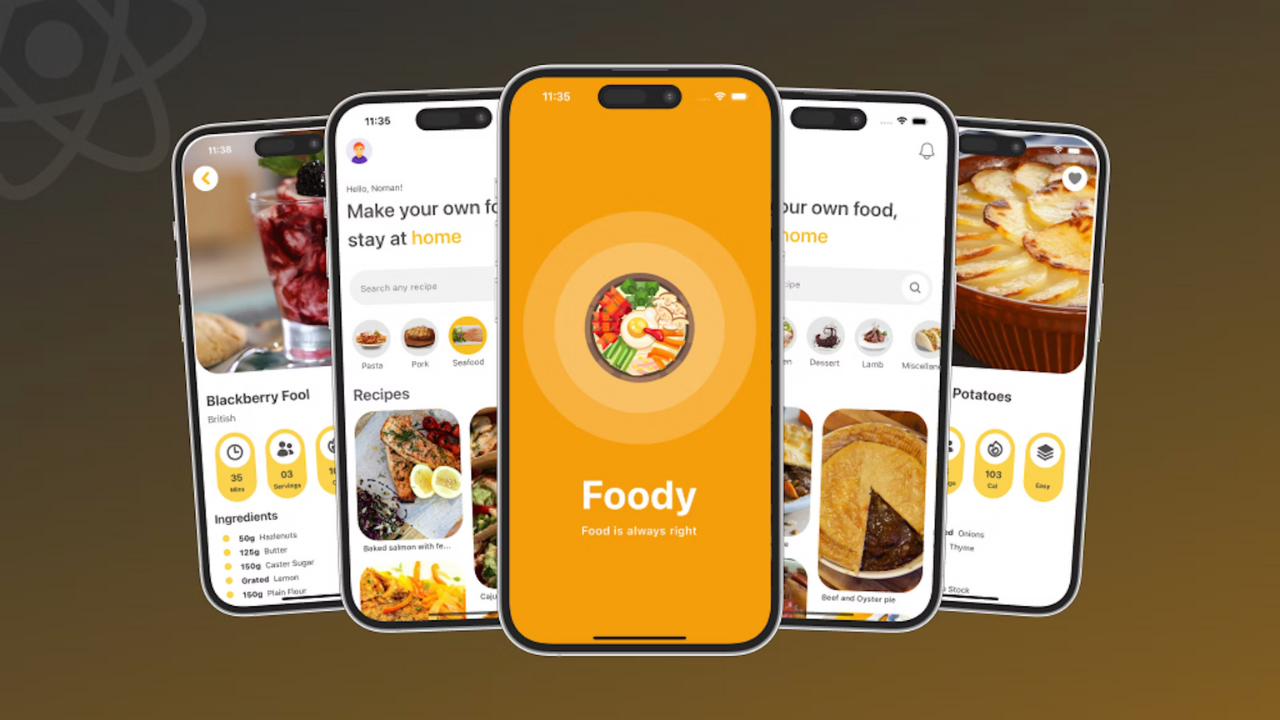 11:38
Blackberry Fool
British
35
Mins
03
Servings
Ingredients
50g Hazlenuts
125g Butter
150g Caster Sugar
Grated Lemon
150g Plain Flour
11:35
Hello, Noman!
Make your own fo
stay at home
Search any recipe
Pasta
Pork
Seafood
Recipes
Baked salmon with fe...
Caju
11:35
Foody
Food is always right
our own food,
home
ipe
en
Dessert
Lamb
Miscellane
Beef and Oyster pie
Potatoes
103
Cal
Easy
ed Onions
Thyme
Stock